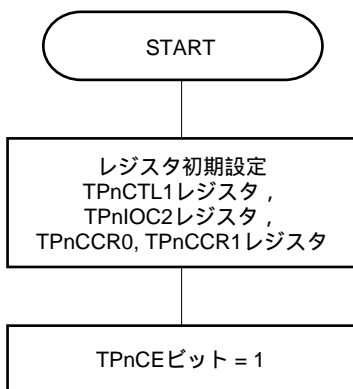 START
レジスタ初期設定
TPnCTL1レジスタ，
TPnIOC2レジスタ，
TPnCCR0, TPnCCR1レジスタ
TPnCEビット = 1